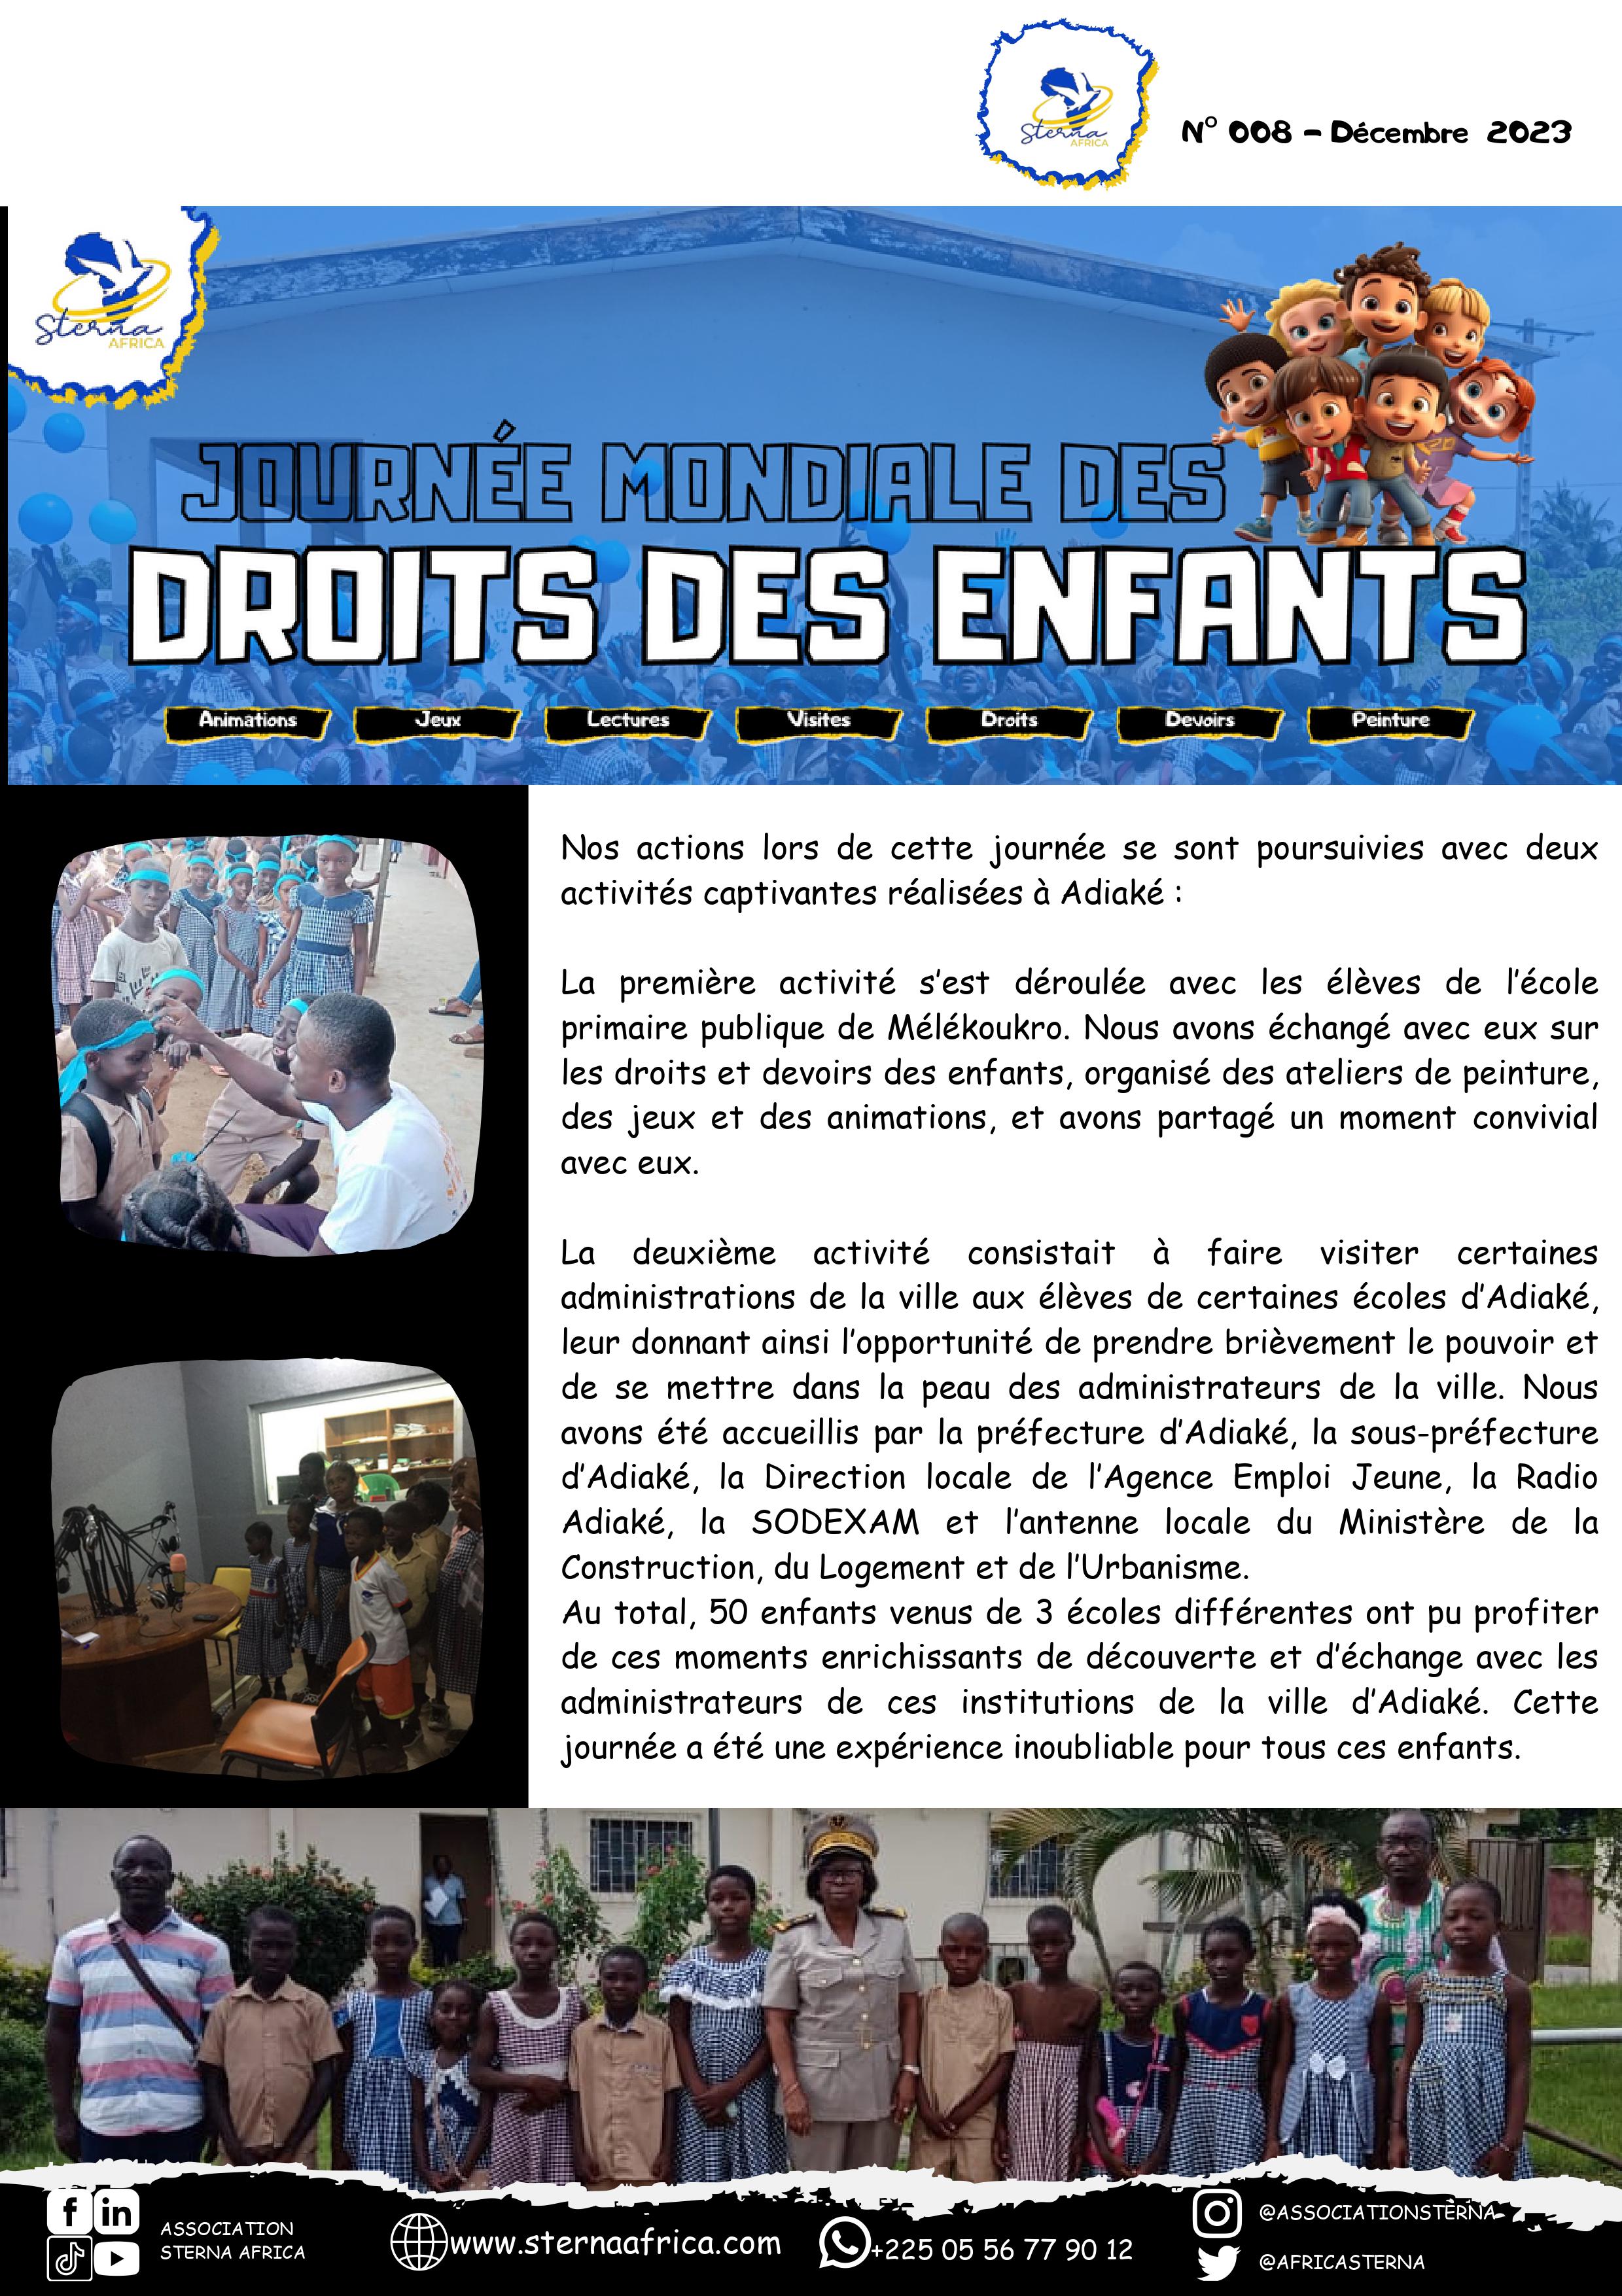 Sterna
AFRICA
N° 008 - Décembre 2023
Sterna
AFRICA
JOURNÉE MONDIALE DES
DROITS DES ENFANTS
Animations
Jeux
Lectures
Visites
Droits
Devoirs
Peinture
Nos actions lors de cette journée se sont poursuivies avec deux
activités captivantes réalisées à Adiaké :
La première activité s’est déroulée avec les élèves de l’école
primaire publique de Mélékoukro. Nous avons échangé avec eux sur
les droits et devoirs des enfants, organisé des ateliers de peinture,
des jeux et des animations, et avons partagé un moment convivial
avec eux.
La deuxième activité consistait à faire visiter certaines
administrations de la ville aux élèves de certaines écoles d’Adiaké,
leur donnant ainsi l’opportunité de prendre brièvement le pouvoir et
de se mettre dans la peau des administrateurs de la ville. Nous
avons été accueillis par la préfecture d’Adiaké, la sous-préfecture
d’Adiaké, la Direction locale de l’Agence Emploi Jeune, la Radio
Adiaké, la SODEXAM et l’antenne locale du Ministère de la
Construction, du Logement et de l’Urbanisme.
Au total, 50 enfants venus de 3 écoles différentes ont pu profiter
de ces moments enrichissants de découverte et d’échange avec les
administrateurs de ces institutions de la ville d’Adiaké. Cette
journée a été une expérience inoubliable pour tous ces enfants.
ASSOCIATION
STERNA AFRICA
www.sternaafrica.com
+225 05 56 77 90 12
@ASSOCIATIONSTERNA
@AFRICASTERNA